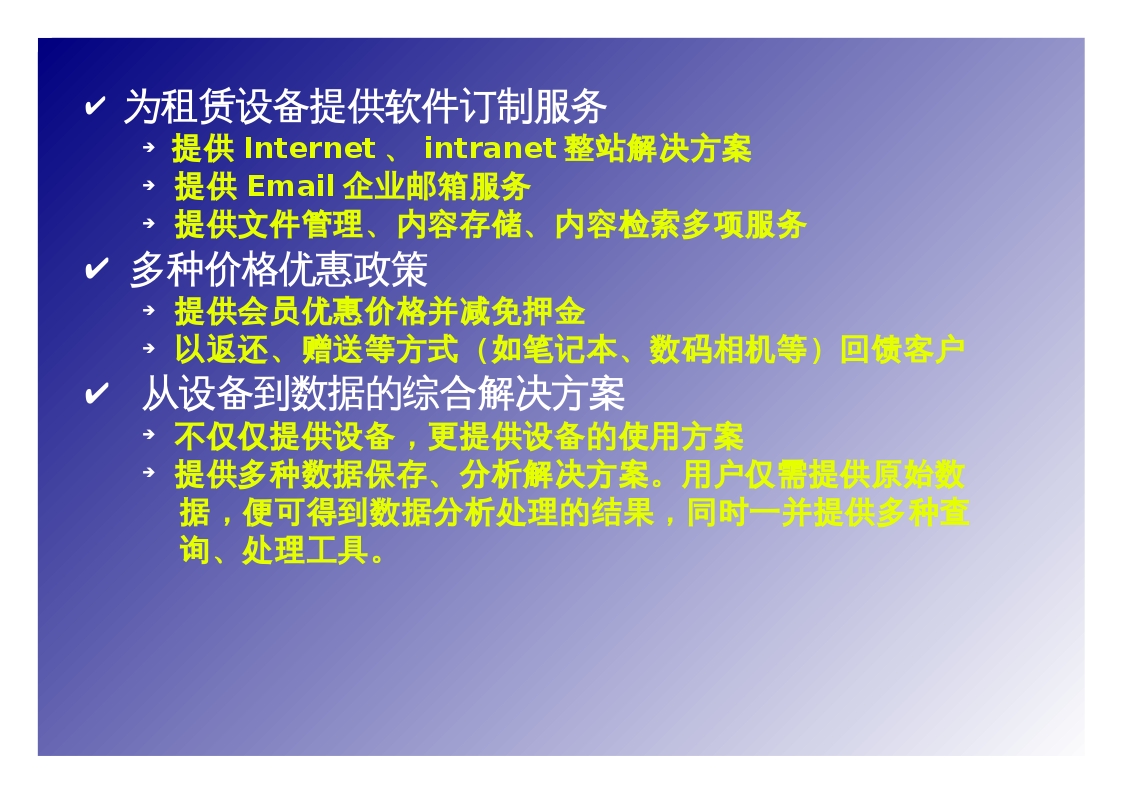 ✔ 为租赁设备提供软件订制服务
➔ 提供 Internet 、 intranet 整站解决方案
➔ 提供 Email 企业邮箱服务
➔ 提供文件管理、内容存储、内容检索多项服务
✔ 多种价格优惠政策
➔ 提供会员优惠价格并减免押金
➔ 以返还、赠送等方式（如笔记本、数码相机等）回馈客户
✔ 从设备到数据的综合解决方案
➔ 不仅仅提供设备，更提供设备的使用方案
➔ 提供多种数据保存、分析解决方案。用户仅需提供原始数
据，便可得到数据分析处理的结果，同时一并提供多种查
询、处理工具。